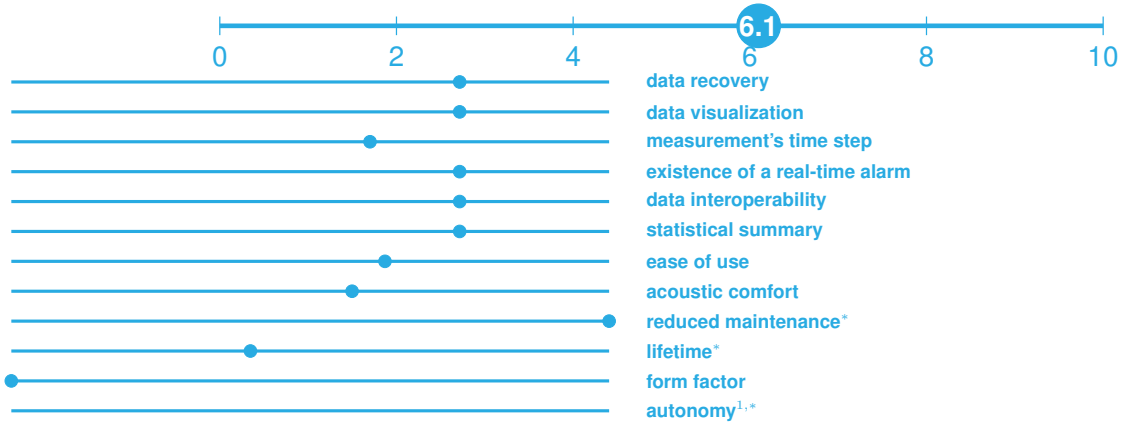 6.1
0 2 4 6 8 10
data recovery
data visualization
measurement's time step
existence of a real-time alarm
data interoperability
statistical summary
ease of use
acoustic comfort
reduced maintenance*
lifetime*
form factor
autonomy1,*